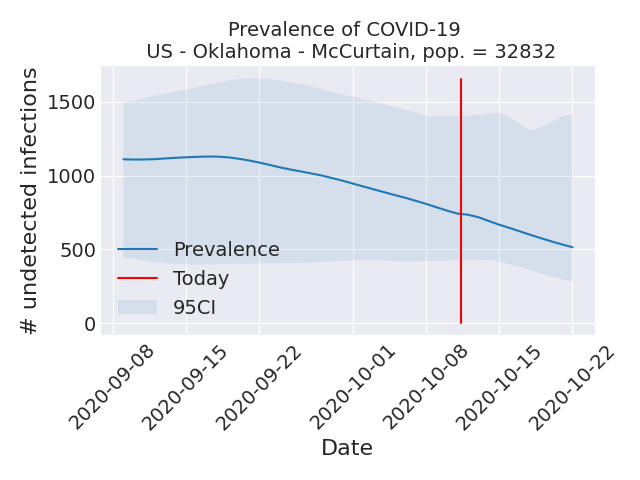 Prevalence of COVID-19
US - Oklahoma - McCurtain, pop. = 32832
# undetected infections
1500
1000
500
0
Prevalence
Today
95CI
2020-09-08
2020-09-15
2020-09-22
2020-10-01
2020-10-08
2020-10-15
2020-10-22
Date